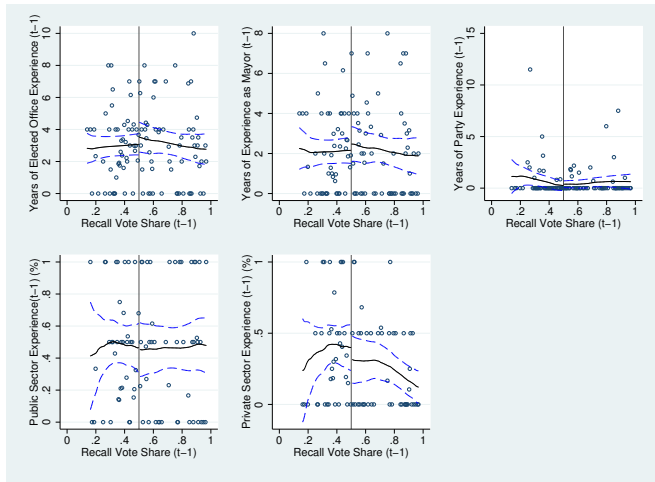 Years of Elected Office Experience (t−1)
0 2 4 6 8 10
0 .2 .4 .6 .8 1
Recall Vote Share (t−1)
Years of Experience as Mayor (t−1)
0 2 4 6 8
0 .2 .4 .6 .8 1
Recall Vote Share (t−1)
Years of Party Experience (t−1)
0 5 10 15
0 .2 .4 .6 .8 1
Recall Vote Share (t−1)
Public Sector Experience(t−1) (%)
0 .2 .4 .6 .8 1
0 .2 .4 .6 .8 1
Recall Vote Share (t−1)
Private Sector Experience (t−1) (%)
0 .5 1
0 .2 .4 .6 .8 1
Recall Vote Share (t−1)